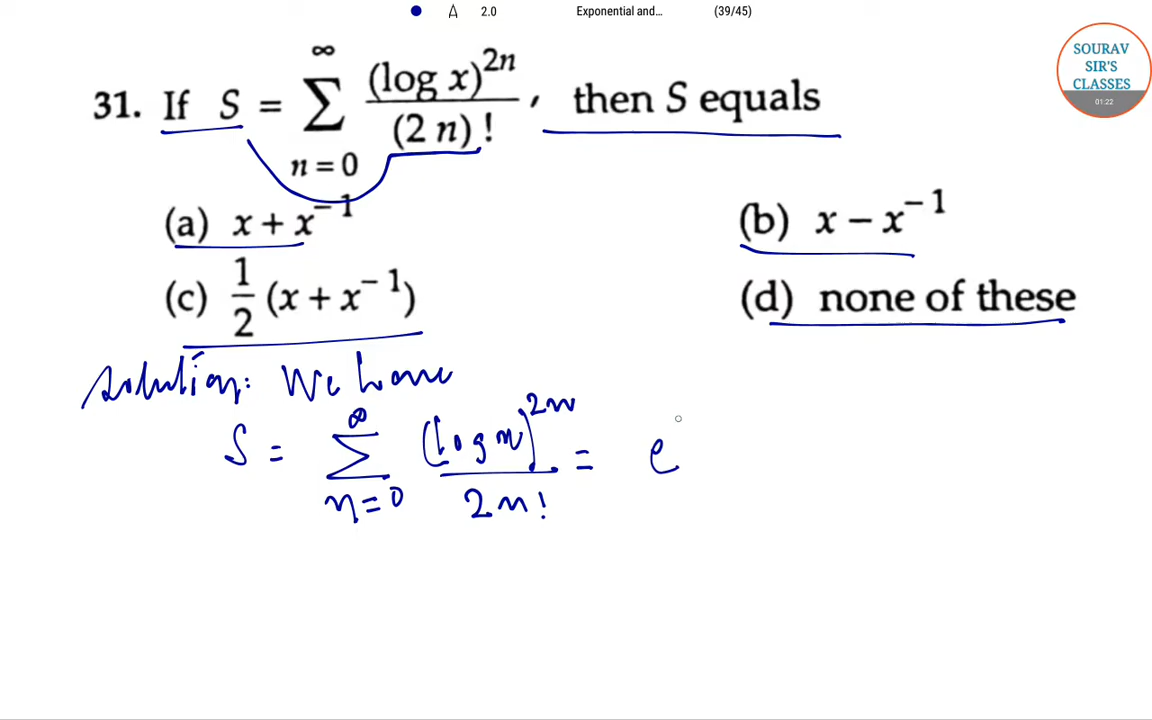 2.0 Exponential and... (39/45)
SOURAV
SIR'S
CLASSES
01:22
31. If S = ∑_{n=0}^{∞} (log x)^{2n} / (2 n) ! , then S equals
(a) x + x^{-1} (b) x - x^{-1}
(c) 1/2 (x + x^{-1}) (d) none of these
Solution: We have
S = ∑_{n=0}^{∞} (log x)^{2n} / 2n! = e